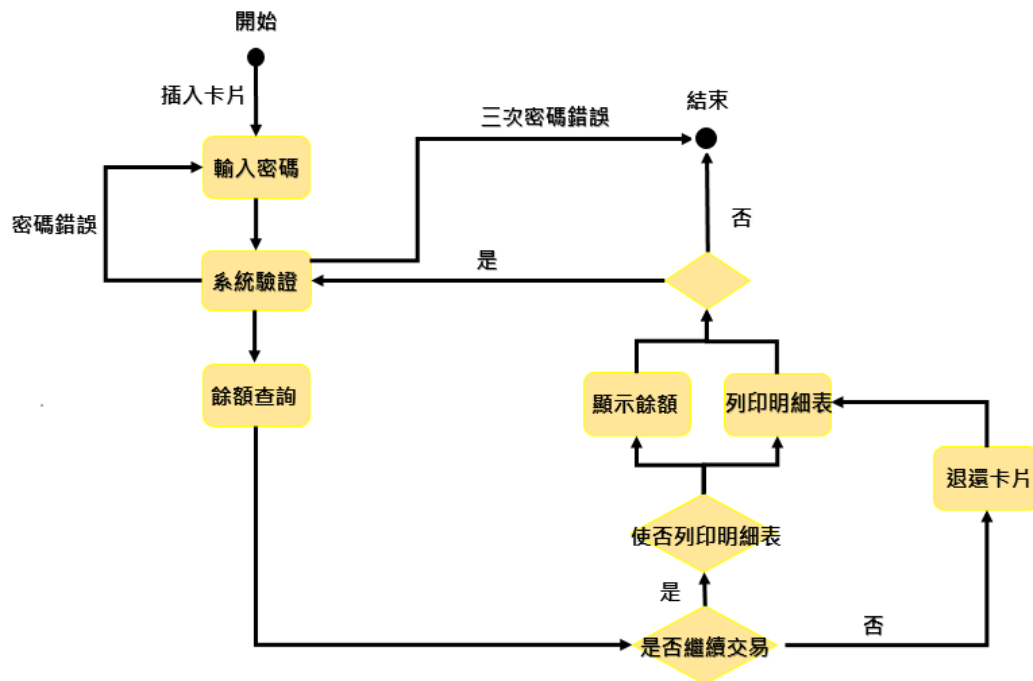 開始
插入卡片
結束
三次密碼錯誤
輸入密碼
密碼錯誤
否
系統驗證
是
餘額查詢
顯示餘額
列印明細表
退還卡片
使否列印明細表
是
否
是否繼續交易